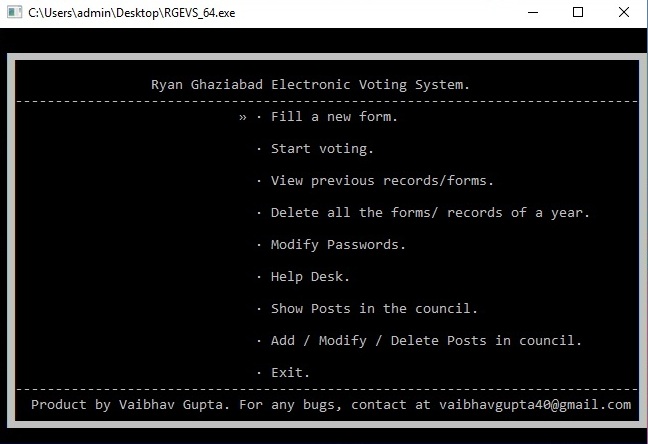 C:\Users\admin\Desktop\RGEVS_64.exe
Ryan Ghaziabad Electronic Voting System.
» · Fill a new form.
· Start voting.
· View previous records/forms.
· Delete all the forms/ records of a year.
· Modify Passwords.
· Help Desk.
· Show Posts in the council.
· Add / Modify / Delete Posts in council.
· Exit.
Product by Vaibhav Gupta. For any bugs, contact at vaibhavgupta40@gmail.com